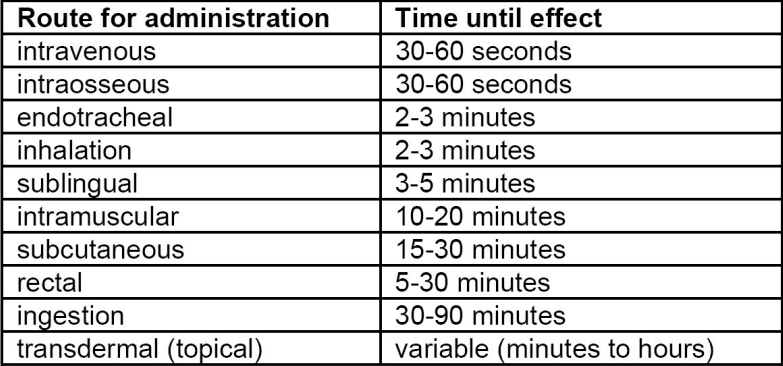 Route for administration Time until effect
intravenous 30-60 seconds
intraosseous 30-60 seconds
endotracheal 2-3 minutes
inhalation 2-3 minutes
sublingual 3-5 minutes
intramuscular 10-20 minutes
subcutaneous 15-30 minutes
rectal 5-30 minutes
ingestion 30-90 minutes
transdermal (topical) variable (minutes to hours)